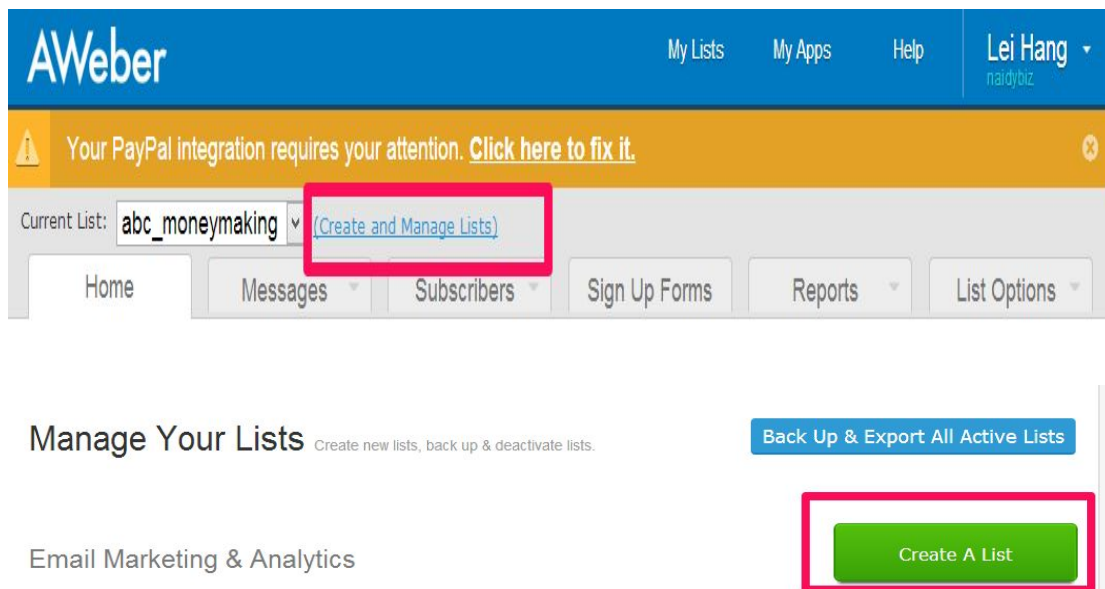 AWeber My Lists My Apps Help Lei Hang
naidybiz
Your PayPal integration requires your attention. Click here to fix it.
Current List: abc_moneymaking (Create and Manage Lists)
Home Messages Subscribers Sign Up Forms Reports List Options
Manage Your Lists Create new lists, back up & deactivate lists. Back Up & Export All Active Lists
Email Marketing & Analytics Create A List